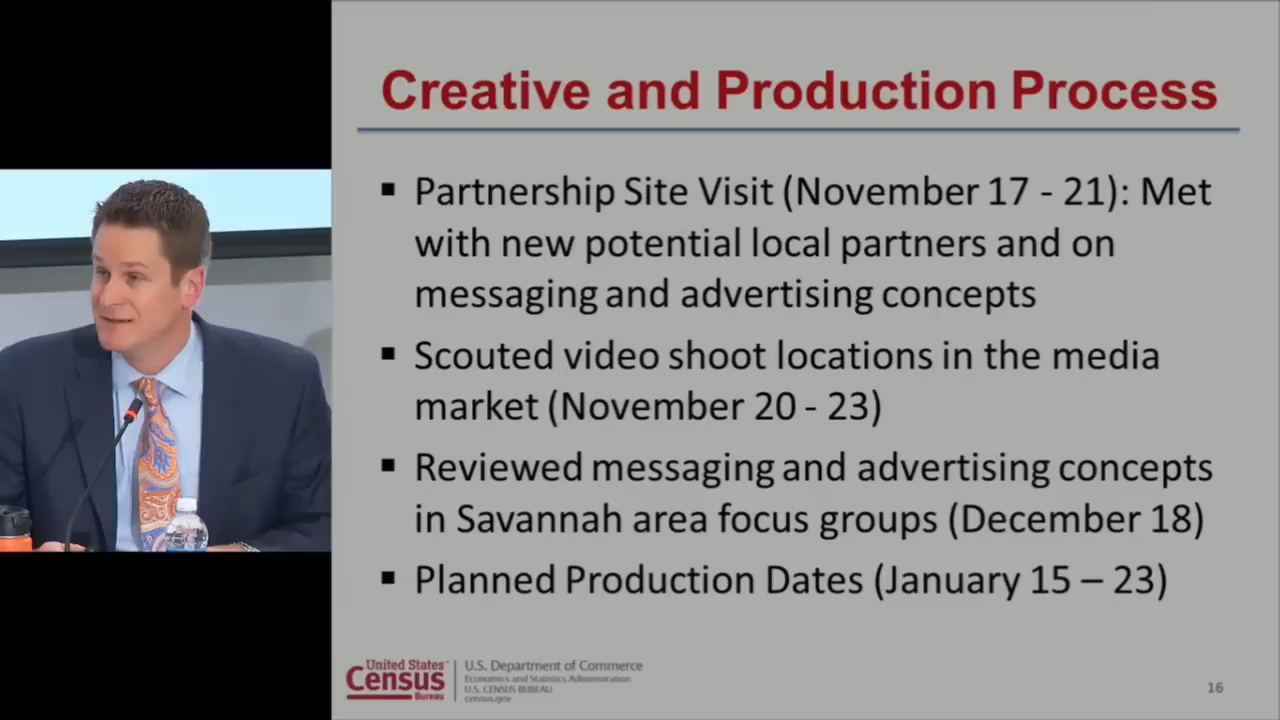 Creative and Production Process
▪ Partnership Site Visit (November 17 - 21): Met
with new potential local partners and on
messaging and advertising concepts
▪ Scouted video shoot locations in the media
market (November 20 - 23)
▪ Reviewed messaging and advertising concepts
in Savannah area focus groups (December 18)
▪ Planned Production Dates (January 15 – 23)
United States™
Census
Bureau
U.S. Department of Commerce
Economics and Statistics Administration
U.S. CENSUS BUREAU
census.gov
16